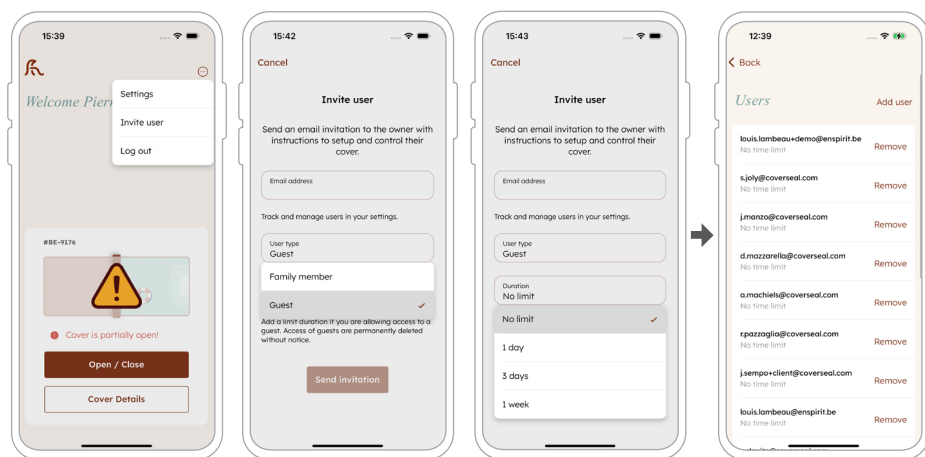 15:39
Welcome Pierr
Settings
Invite user
Log out
#BE-9176
Cover is partially open!
Open / Close
Cover Details
15:42
Cancel
Invite user
Send an email invitation to the owner with
instructions to setup and control their
cover.
Email address
Track and manage users in your settings.
User type
Guest
Family member
Guest
Add a limit duration if you are allowing access to a
guest. Access of guests are permanently deleted
without notice.
Send invitation
15:43
Cancel
Invite user
Send an email invitation to the owner with
instructions to setup and control their
cover.
Email address
Track and manage users in your settings.
User type
Guest
Duration
No limit
No limit
1 day
3 days
1 week
12:39
Back
Users
Add user
louis.lambeau+demo@enspirit.be
No time limit
Remove
s.joly@coverseal.com
No time limit
Remove
j.manzo@coverseal.com
No time limit
Remove
d.mazzarella@coverseal.com
No time limit
Remove
a.machiels@coverseal.com
No time limit
Remove
r.pazzaglia@coverseal.com
No time limit
Remove
j.sempo+client@coverseal.com
No time limit
Remove
louis.lambeau@enspirit.be
No time limit
Remove